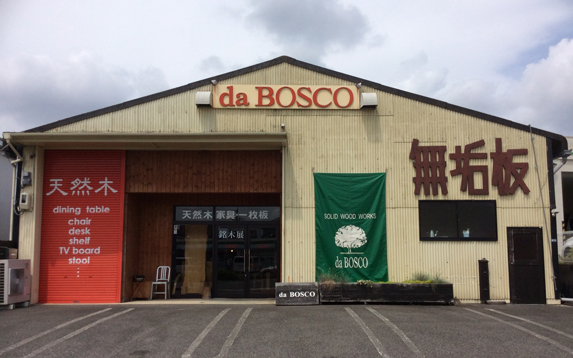 da BOSCO
無垢板
天然木
dining table
chair
desk
shelf
TV board
stool
天然木 家具 一枚板
銘木展
SOLID WOOD WORKS
da BOSCO
da BOSCO